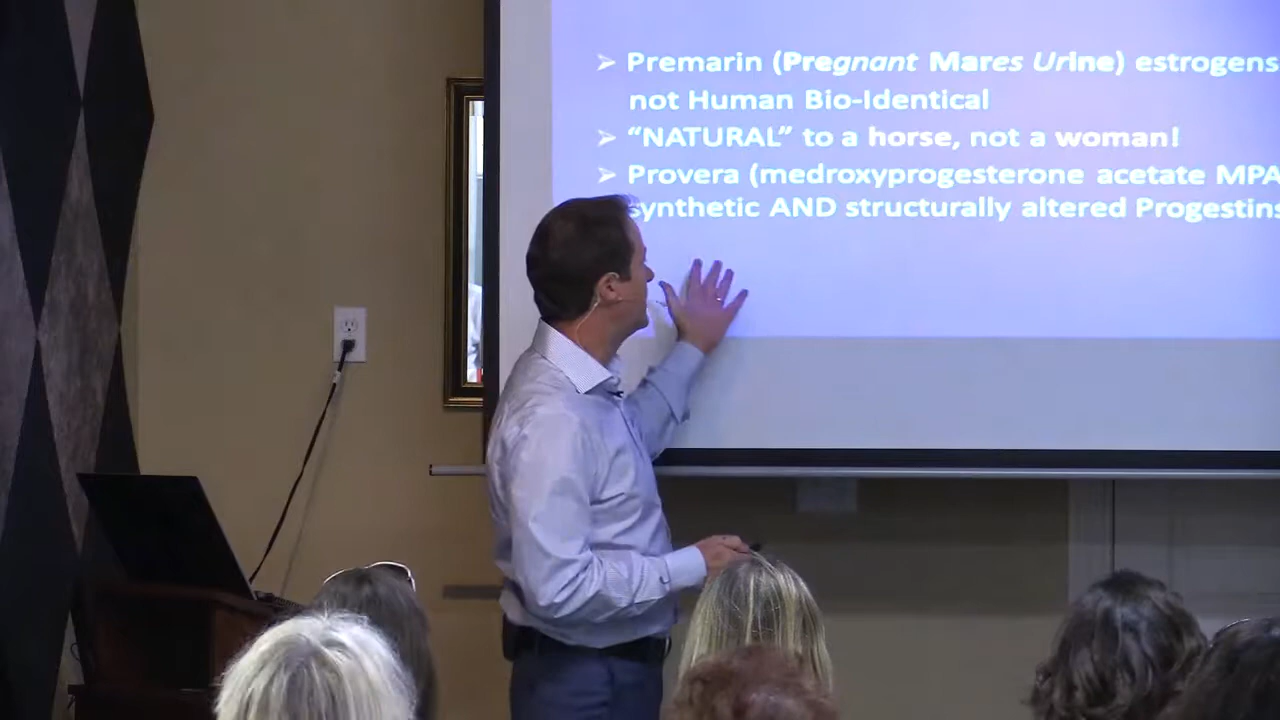 ➢ Premarin (Pregnant Mares Urine) estrogens
not Human Bio-Identical
➢ “NATURAL” to a horse, not a woman!
➢ Provera (medroxyprogesterone acetate MPA
synthetic AND structurally altered Progestins